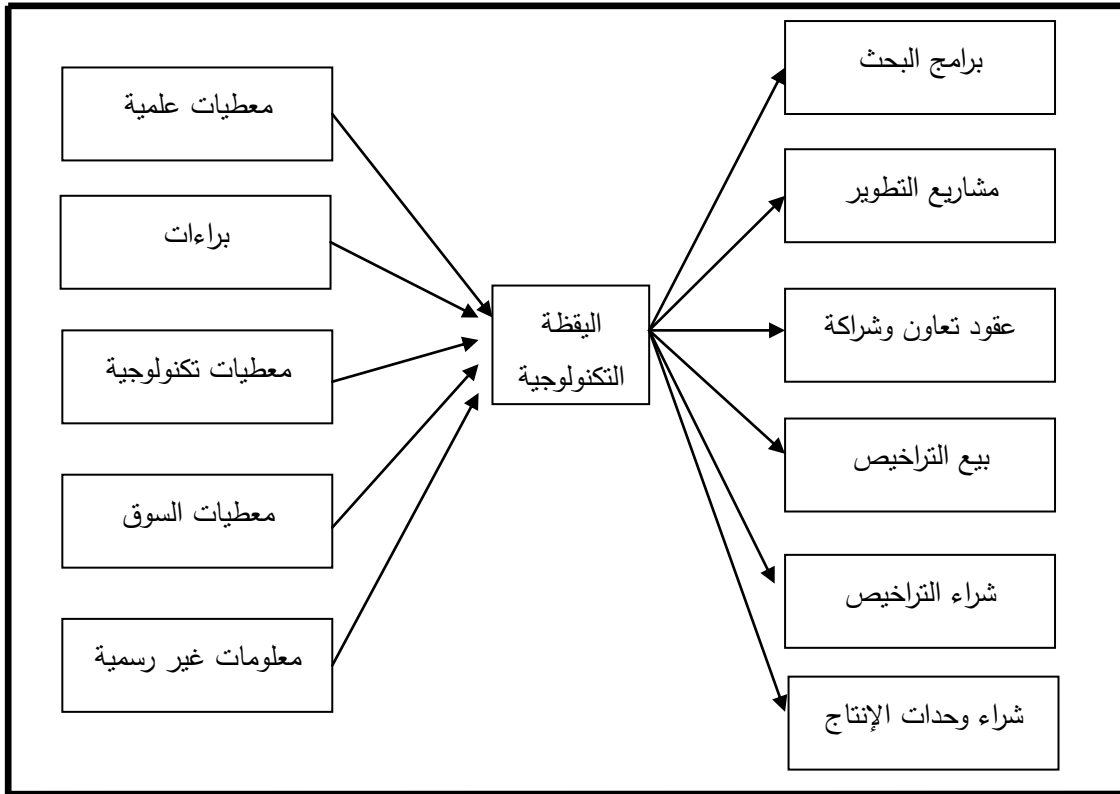 معطيات علمية
براءات
معطيات تكنولوجية
معطيات السوق
معلومات غير رسمية
اليقظة
التكنولوجية
برامج البحث
مشاريع التطوير
عقود تعاون وشراكة
بيع التراخيص
شراء التراخيص
شراء وحدات الإنتاج